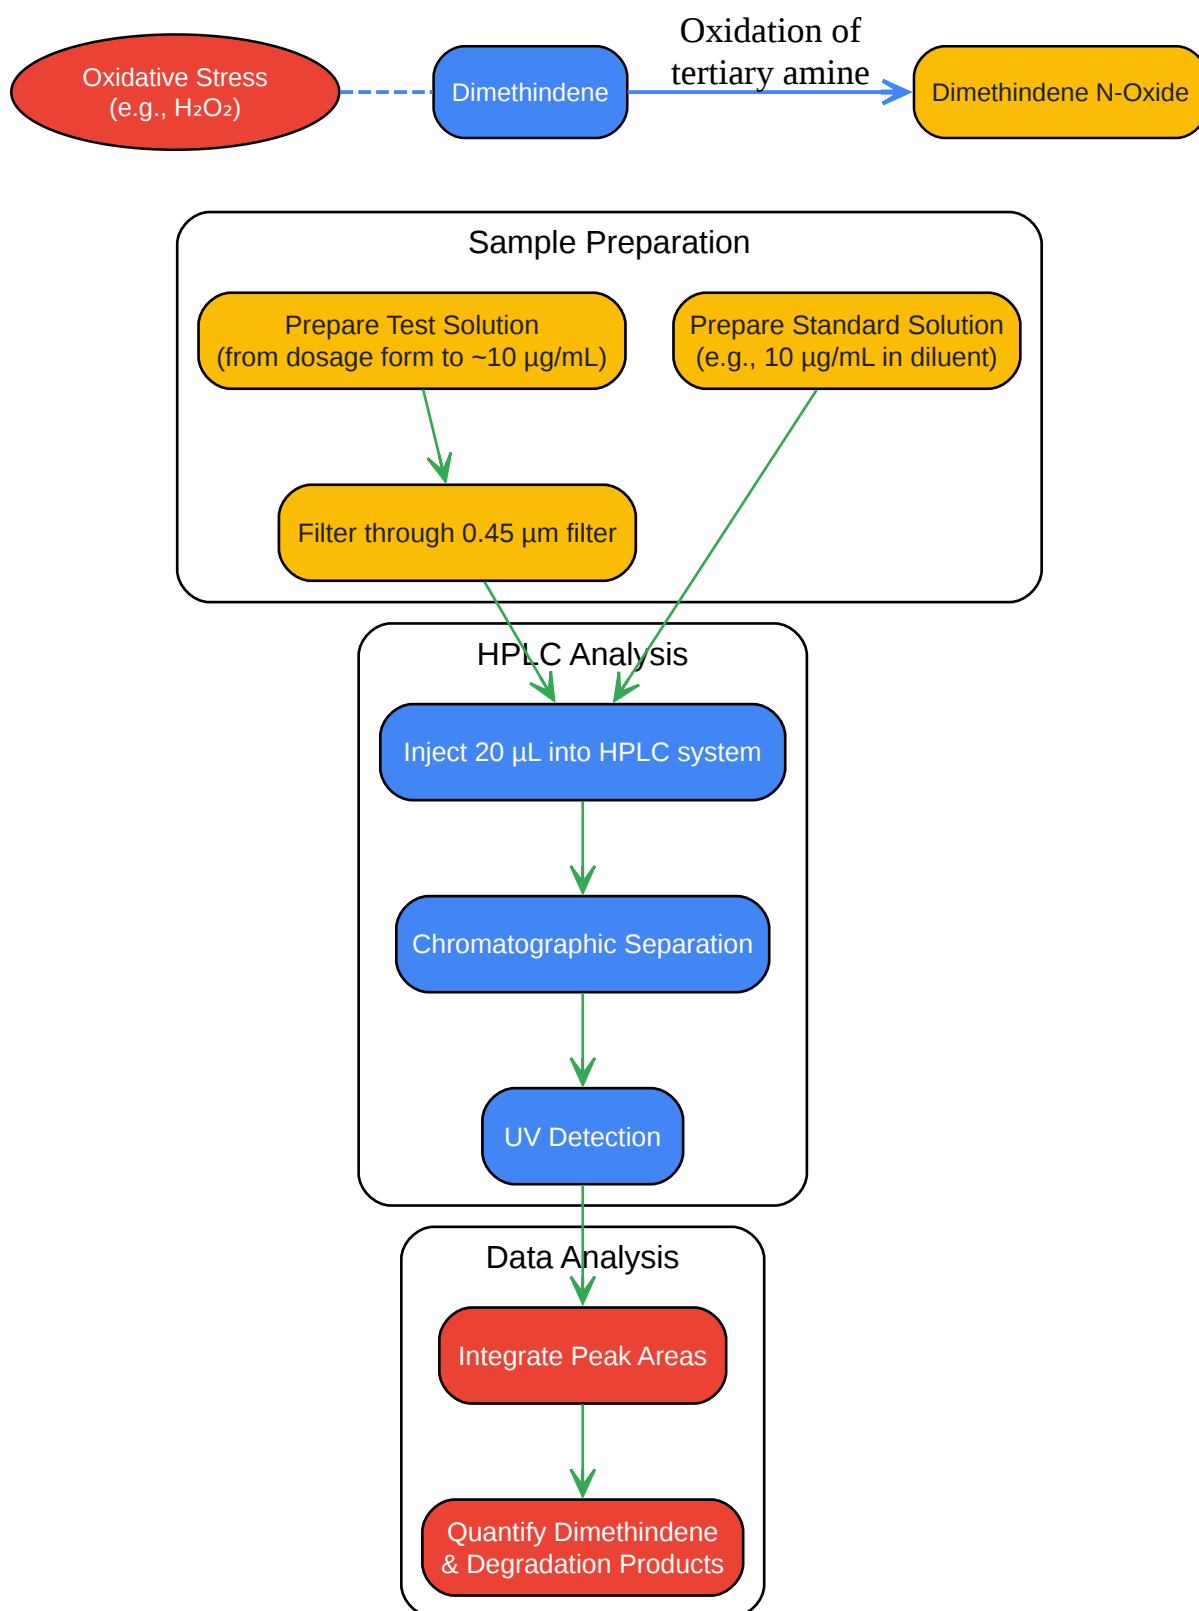 Oxidative Stress
(e.g., H₂O₂)
Dimethindene
Oxidation of
tertiary amine
Dimethindene N-Oxide
Sample Preparation
Prepare Test Solution
(from dosage form to ~10 µg/mL)
Prepare Standard Solution
(e.g., 10 µg/mL in diluent)
Filter through 0.45 µm filter
HPLC Analysis
Inject 20 µL into HPLC system
Chromatographic Separation
UV Detection
Data Analysis
Integrate Peak Areas
Quantify Dimethindene
& Degradation Products